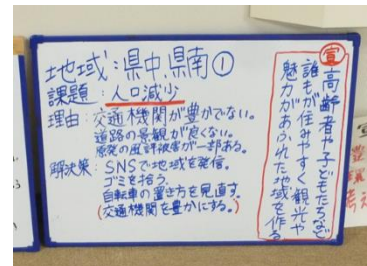 地域:県中、県南①
課題:人口減少
理由:交通機関が豊かでない。
道路の景観が良くない。
原発の風評被害が一部ある。
解決策:SNSで地域を発信。
ゴミを拾う。
自転車の置き方を見直す。
(交通機関を豊かにする。)
宣 高齢者や子どもたちなど
誰もが住みやすく観光や
魅力があふれた地域を作る